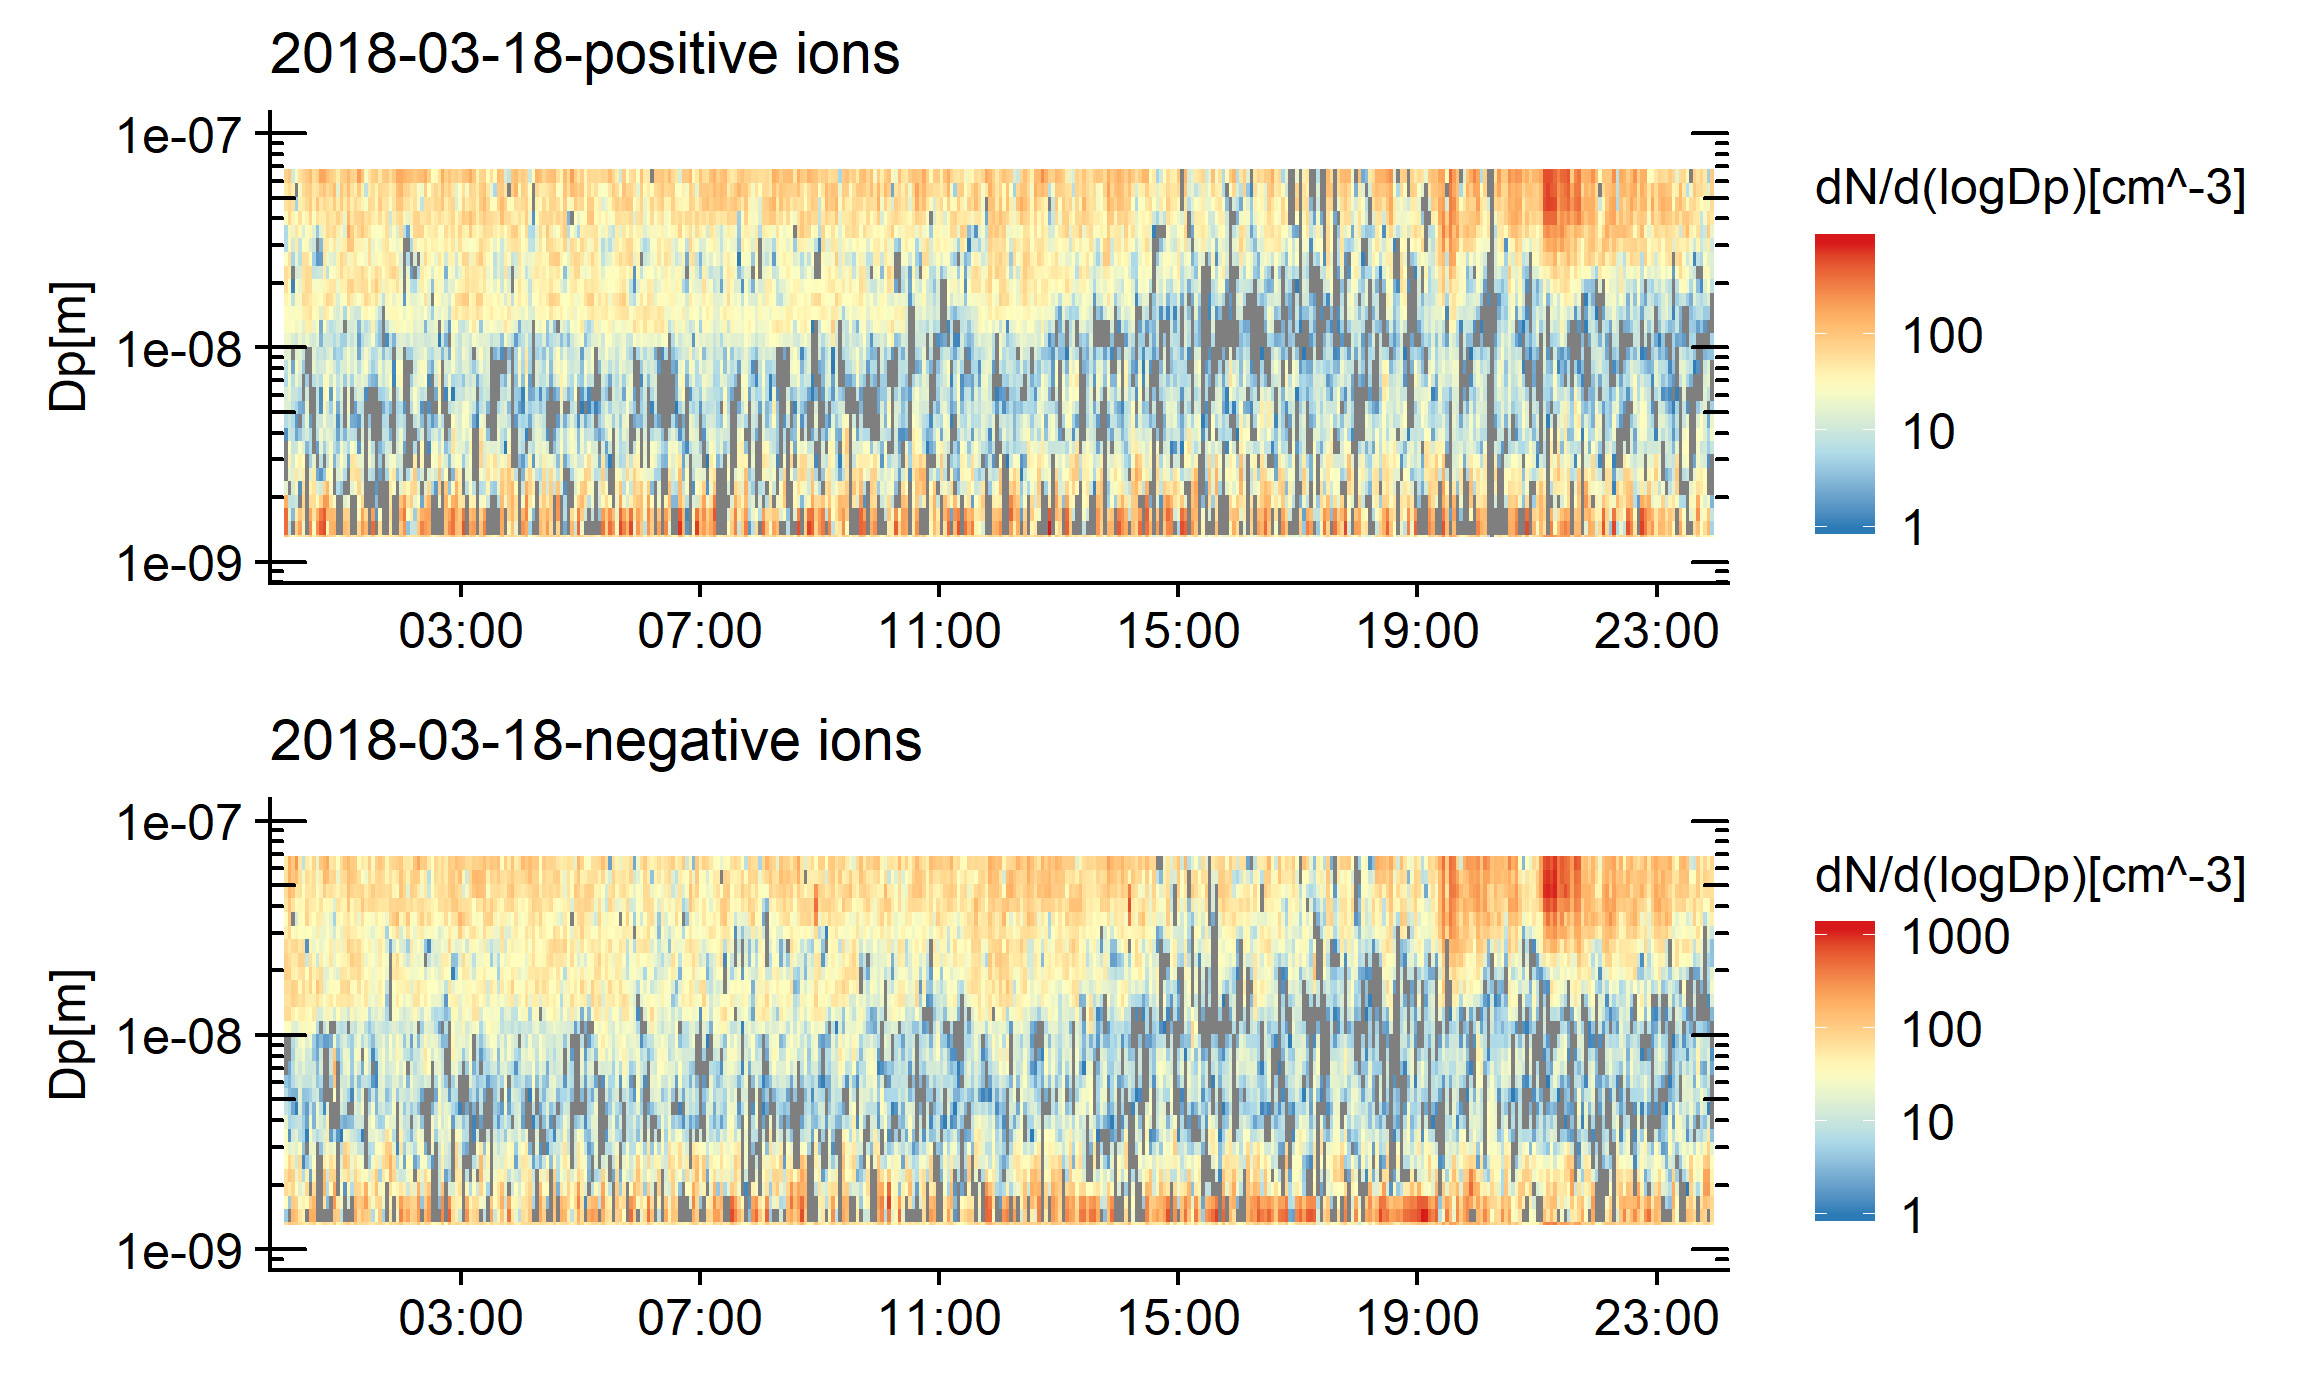 2018-03-18-positive ions
1e-07
1e-08
1e-09
Dp[m]
03:00 07:00 11:00 15:00 19:00 23:00
dN/d(logDp)[cm^-3]
100
10
1
2018-03-18-negative ions
1e-07
1e-08
1e-09
Dp[m]
03:00 07:00 11:00 15:00 19:00 23:00
dN/d(logDp)[cm^-3]
1000
100
10
1